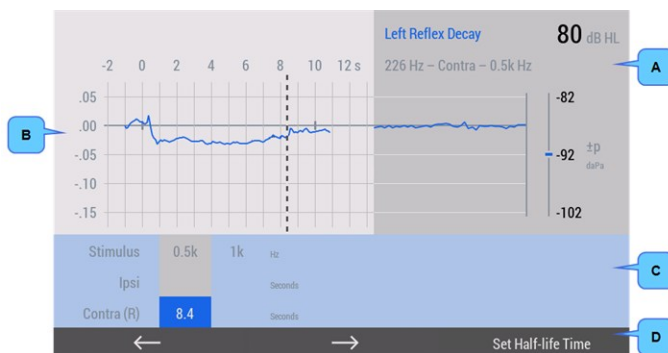 Left Reflex Decay 80 dB HL
-2 0 2 4 6 8 10 12 s 226 Hz – Contra – 0.5k Hz
A
.05 -82
B
.00
-.05 -92 ±p
daPa
-.10
-.15 -102
Stimulus 0.5k 1k Hz
C
Ipsi Seconds
Contra (R) 8.4 Seconds
← → Set Half-life Time
D